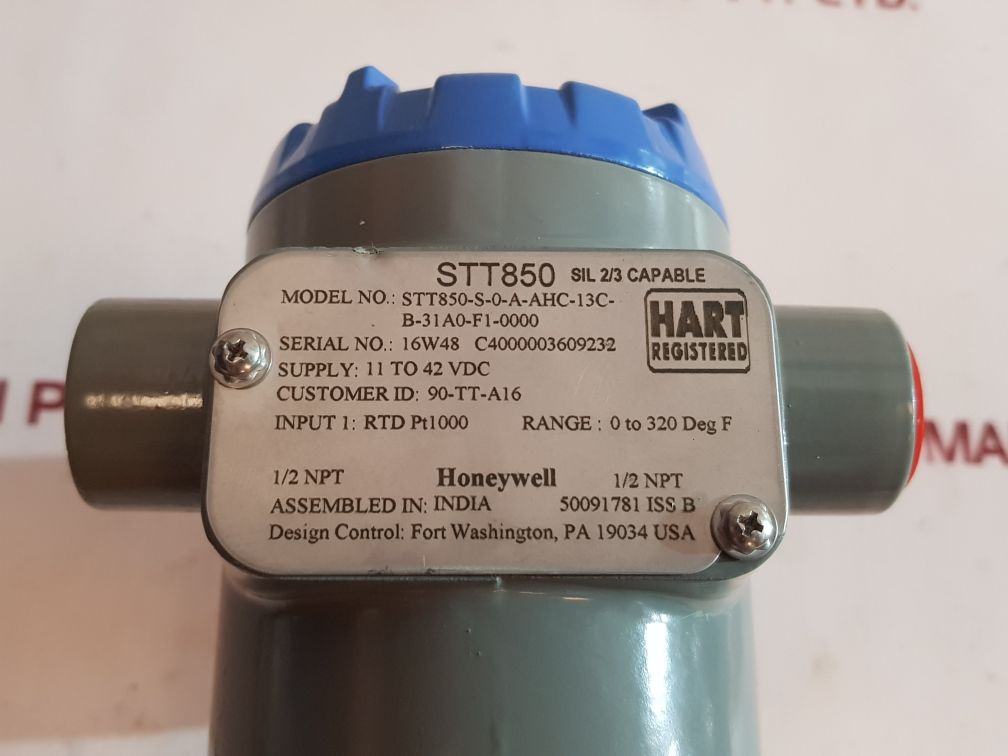 LTD.
STT850 SIL 2/3 CAPABLE
MODEL NO.: STT850-S-0-A-AHC-13C-
B-31A0-F1-0000
HART
REGISTERED
SERIAL NO.: 16W48 C4000003609232
SUPPLY: 11 TO 42 VDC
CUSTOMER ID: 90-TT-A16
INPUT 1: RTD Pt1000 RANGE : 0 to 320 Deg F
1/2 NPT Honeywell 1/2 NPT
ASSEMBLED IN: INDIA 50091781 ISS B
Design Control: Fort Washington, PA 19034 USA